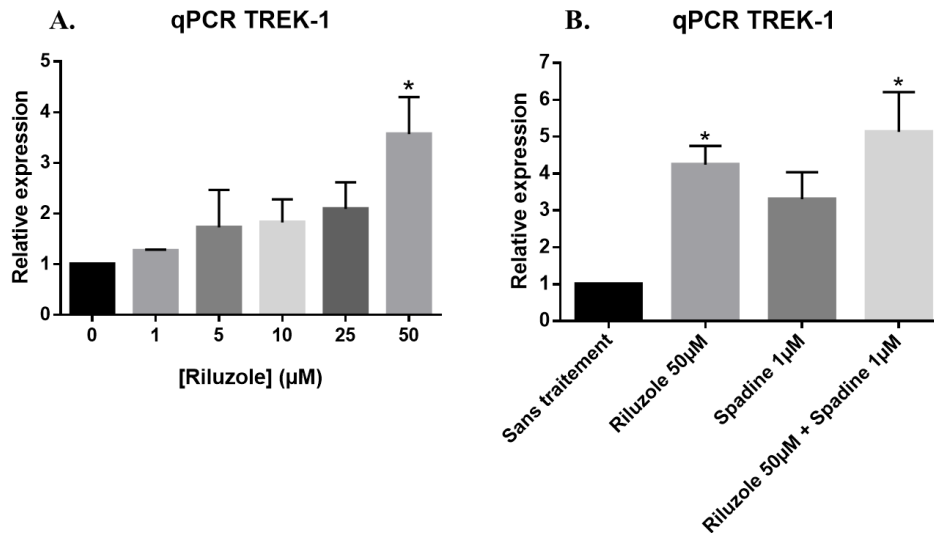 A.
qPCR TREK-1
Relative expression
5
4
3
2
1
0
*
0 1 5 10 25 50
[Riluzole] (µM)
B.
qPCR TREK-1
Relative expression
7
6
5
4
3
2
1
0
*
*
Sans traitement
Riluzole 50µM
Spadine 1µM
Riluzole 50µM + Spadine 1µM